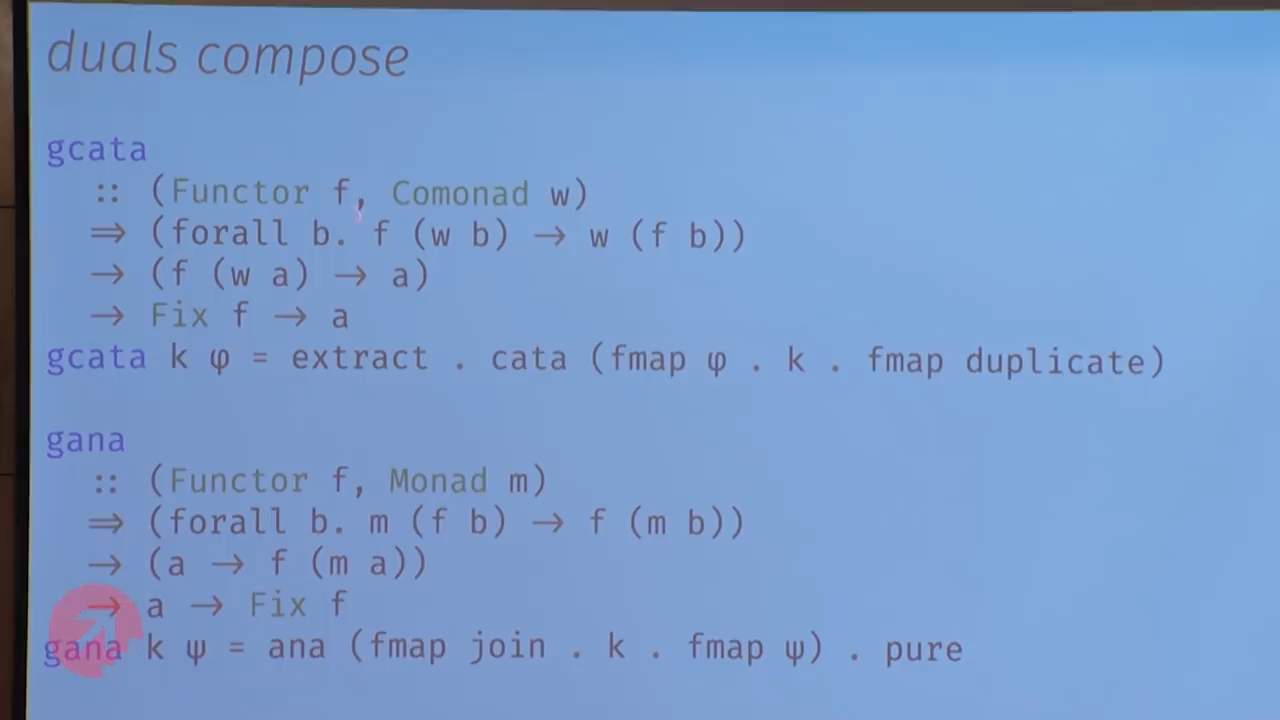 duals compose
gcata
:: (Functor f, Comonad w)
⇒ (forall b. f (w b) → w (f b))
→ (f (w a) → a)
→ Fix f → a
gcata k φ = extract . cata (fmap φ . k . fmap duplicate)
gana
:: (Functor f, Monad m)
⇒ (forall b. m (f b) → f (m b))
→ (a → f (m a))
→ a → Fix f
gana k ψ = ana (fmap join . k . fmap ψ) . pure